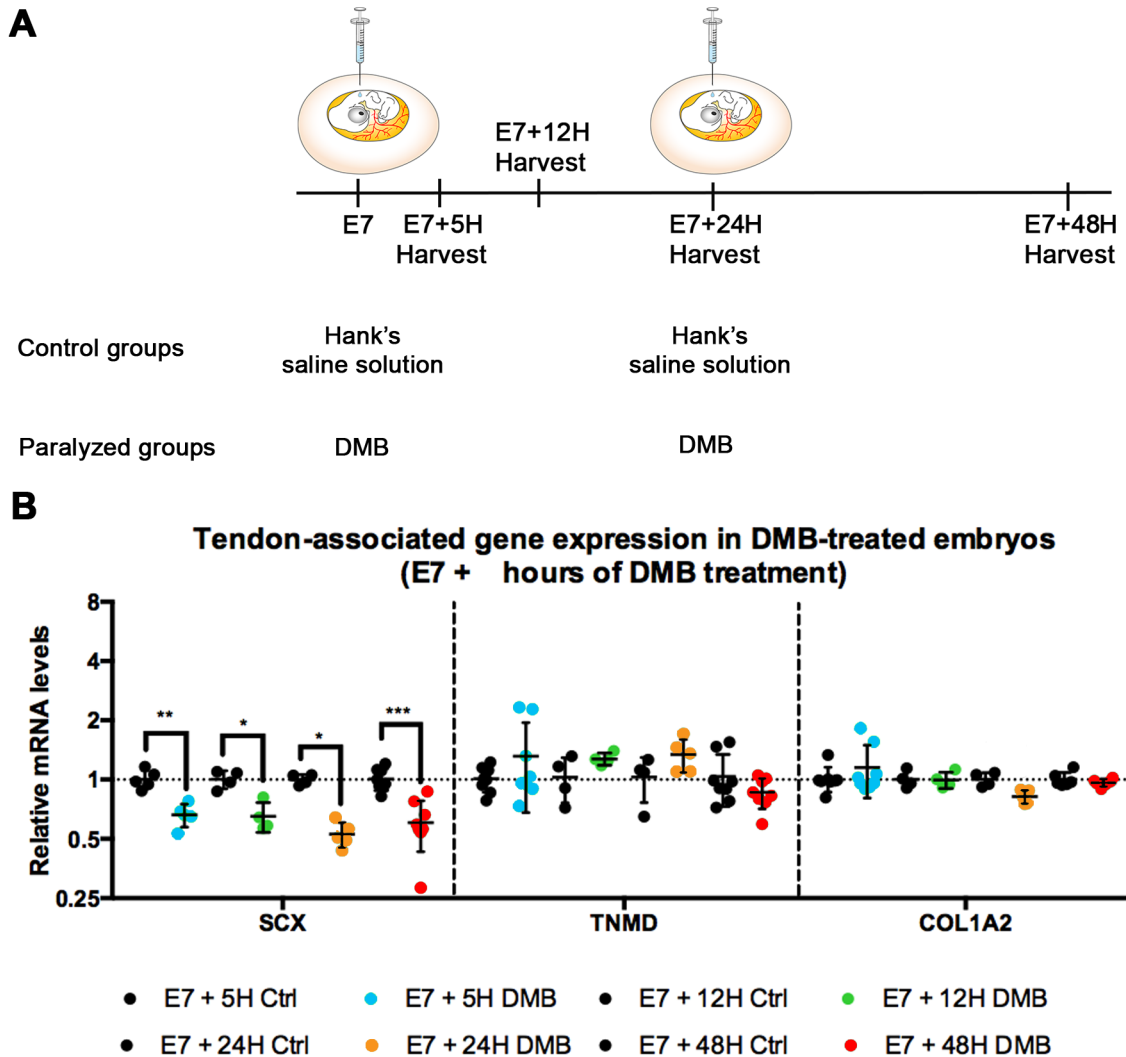 A
E7+12H
Harvest
E7
E7+5H
Harvest
E7+24H
Harvest
E7+48H
Harvest
Control groups
Hank's
saline solution
Hank's
saline solution
Paralyzed groups
DMB
DMB
B
Tendon-associated gene expression in DMB-treated embryos
(E7 + hours of DMB treatment)
Relative mRNA levels
8
4
2
1
0.5
0.25
**
*
*
***
SCX
TNMD
COL1A2
E7 + 5H Ctrl
E7 + 5H DMB
E7 + 12H Ctrl
E7 + 12H DMB
E7 + 24H Ctrl
E7 + 24H DMB
E7 + 48H Ctrl
E7 + 48H DMB